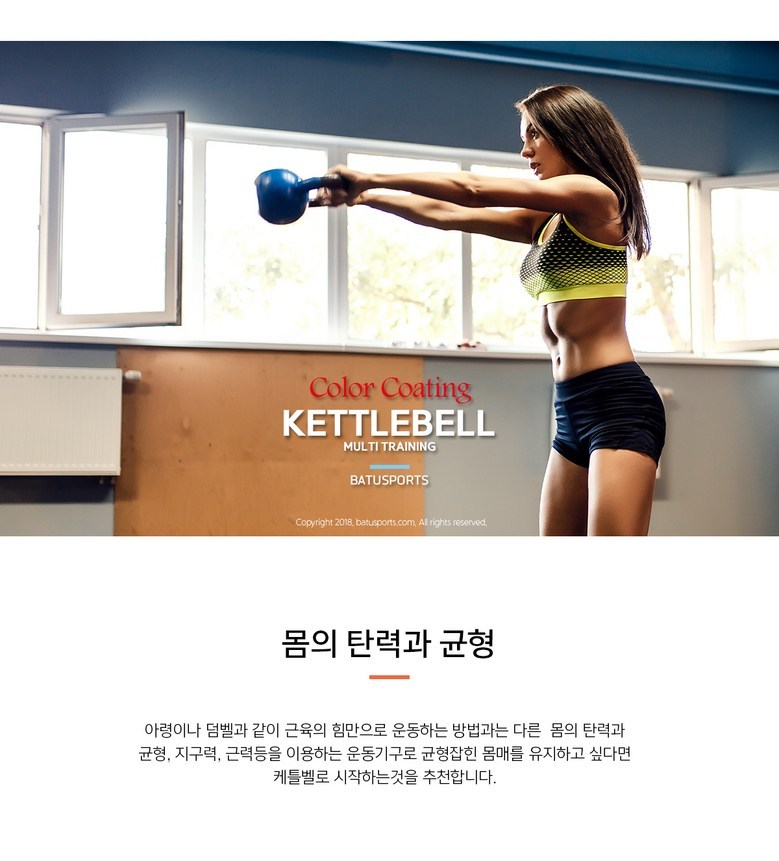 Color Coating
KETTLEBELL
MULTI TRAINING
BATUSPORTS
Copyright 2018, batusports.com, All rights reserved,
몸의 탄력과 균형
아령이나 덤벨과 같이 근육의 힘만으로 운동하는 방법과는 다른 몸의 탄력과
균형, 지구력, 근력등을 이용하는 운동기구로 균형잡힌 몸매를 유지하고 싶다면
케틀벨로 시작하는것을 추천합니다.